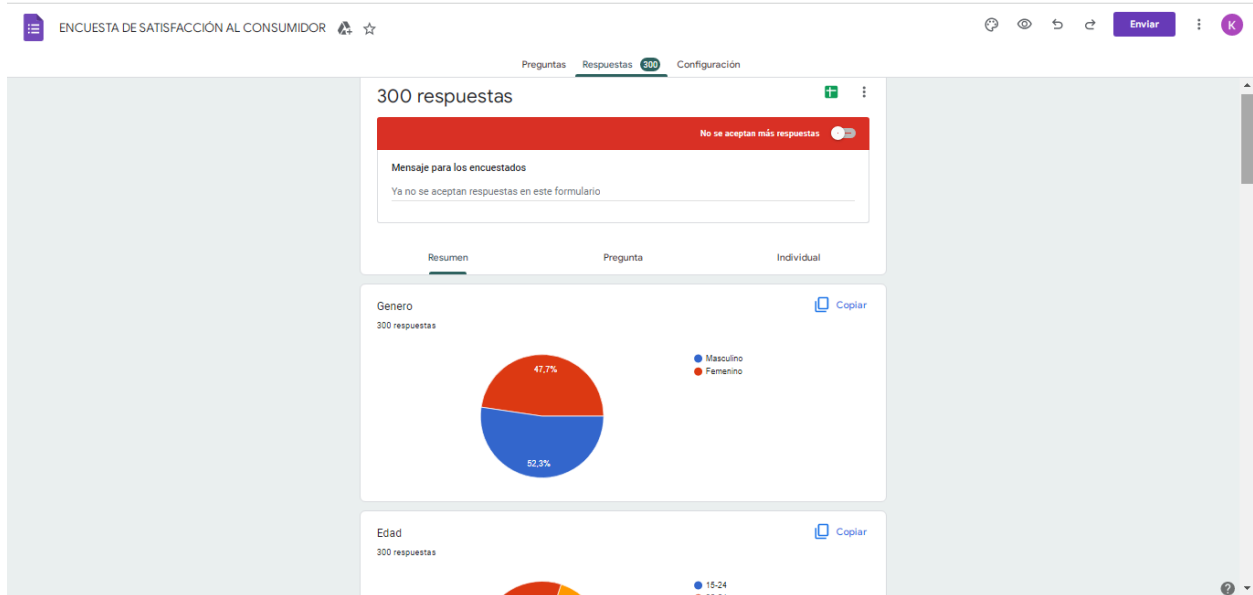 ENCUESTA DE SATISFACCIÓN AL CONSUMIDOR
Enviar
K
Preguntas Respuestas 300 Configuración
300 respuestas
No se aceptan más respuestas
Mensaje para los encuestados
Ya no se aceptan respuestas en este formulario
Resumen Pregunta Individual
Genero
Copiar
300 respuestas
Masculino
Femenino
47,7%
52,3%
Edad
Copiar
300 respuestas
15-24